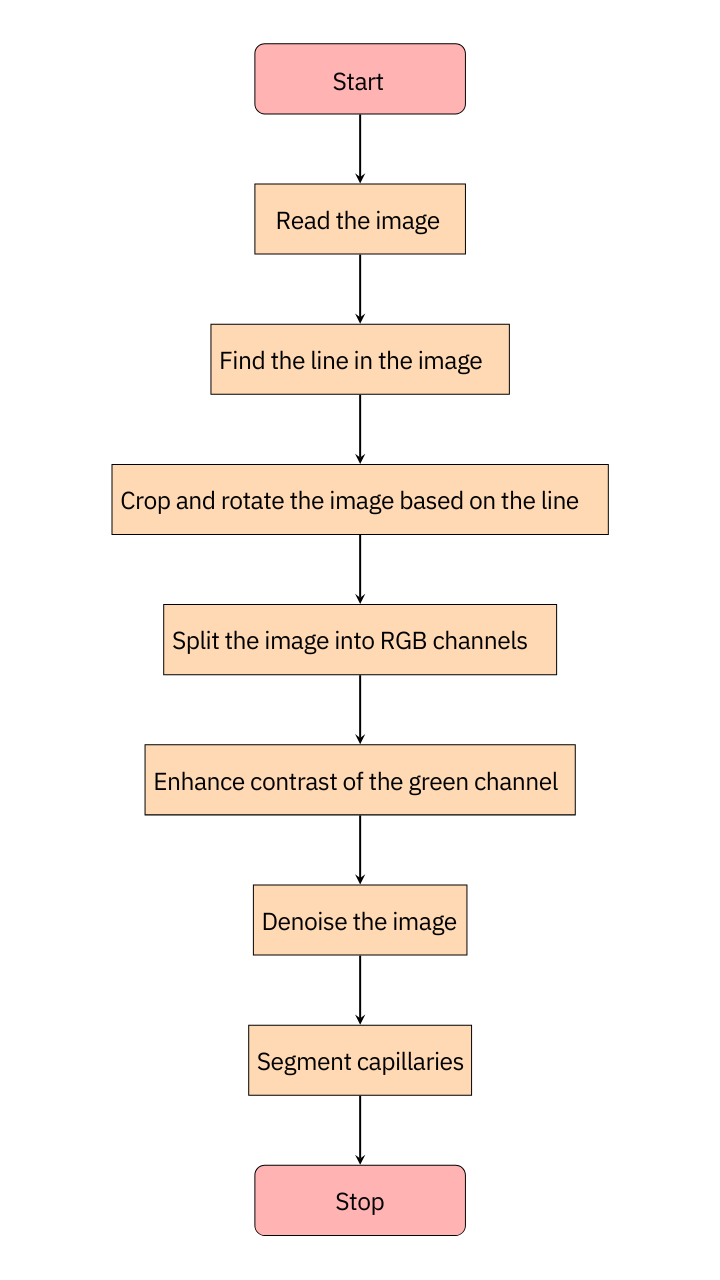 Start
Read the image
Find the line in the image
Crop and rotate the image based on the line
Split the image into RGB channels
Enhance contrast of the green channel
Denoise the image
Segment capillaries
Stop